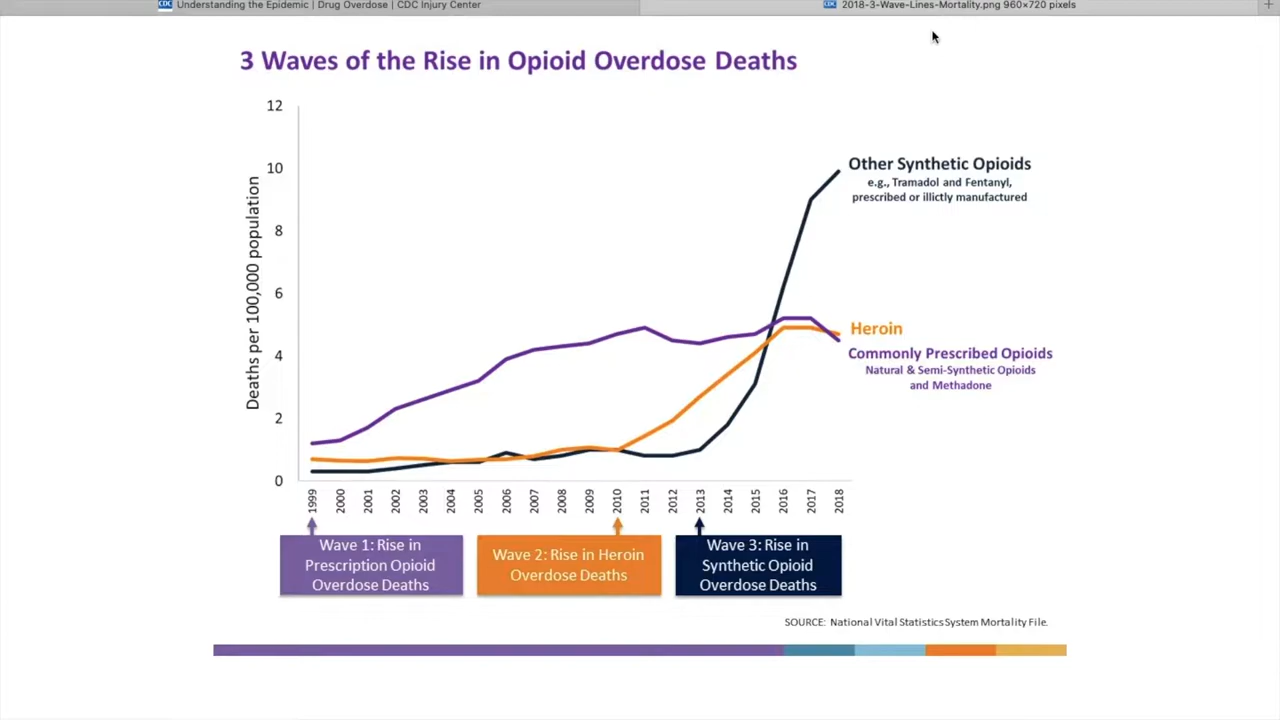 CDC Understanding the Epidemic | Drug Overdose | CDC Injury Center
CDC 2018-3-Wave-Lines-Mortality.png 960×720 pixels
3 Waves of the Rise in Opioid Overdose Deaths
Deaths per 100,000 population
12
10
8
6
4
2
0
Other Synthetic Opioids
e.g., Tramadol and Fentanyl,
prescribed or illictly manufactured
Heroin
Commonly Prescribed Opioids
Natural & Semi-Synthetic Opioids
and Methadone
1999 2000 2001 2002 2003 2004 2005 2006 2007 2008 2009 2010 2011 2012 2013 2014 2015 2016 2017 2018
Wave 1: Rise in
Prescription Opioid
Overdose Deaths
Wave 2: Rise in Heroin
Overdose Deaths
Wave 3: Rise in
Synthetic Opioid
Overdose Deaths
SOURCE: National Vital Statistics System Mortality File.